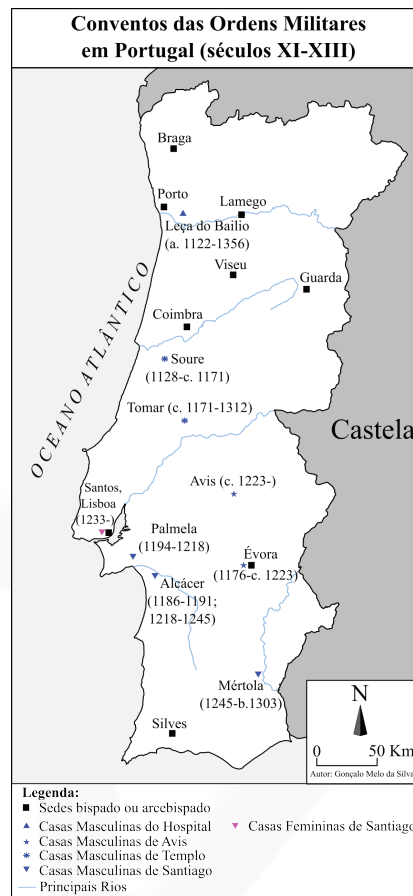 Conventos das Ordens Militares
em Portugal (séculos XI-XIII)
Braga
Porto
Lamego
Leça do Bailio
(a. 1122-1356)
Viseu
Guarda
OCEANO ATLÂNTICO
Coimbra
Soure
(1128-c. 1171)
Tomar (c. 1171-1312)
Castela
Avis (c. 1223-)
Santos,
Lisboa
(1233-)
Palmela
(1194-1218)
Évora
(1176-c. 1223)
Alcácer
(1186-1191;
1218-1245)
Mértola
(1245-b.1303)
Silves
N
0 50 Km
Autor: Gonçalo Melo da Silva
Legenda:
Sedes bispado ou arcebispado
Casas Masculinas do Hospital
Casas Femininas de Santiago
Casas Masculinas de Avis
Casas Masculinas de Templo
Casas Masculinas de Santiago
Principais Rios